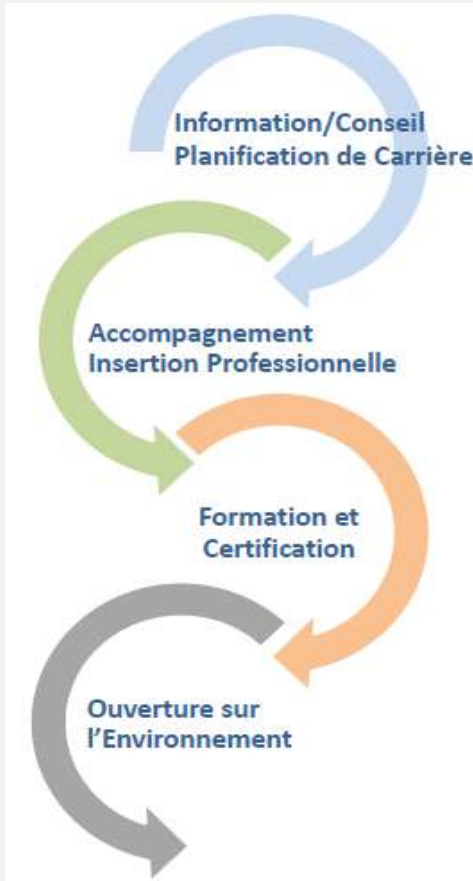 Information/Conseil
Planification de Carrière
Accompagnement
Insertion Professionnelle
Formation et
Certification
Ouverture sur
l’Environnement